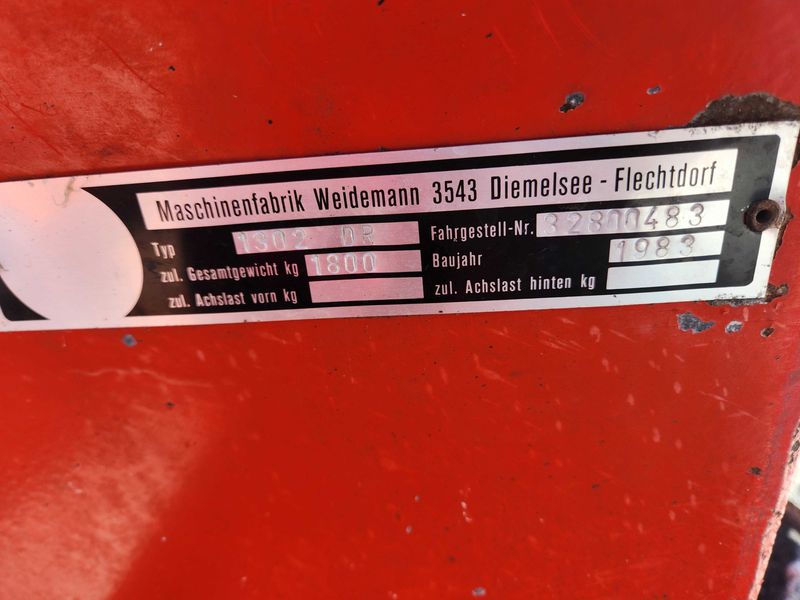 Maschinenfabrik Weidemann 3543 Diemelsee - Flechtdorf
Typ 1302 DR Fahrgestell-Nr. 32800483
zul. Gesamtgewicht kg 1800 Baujahr 1983
zul. Achslast vorn kg zul. Achslast hinten kg